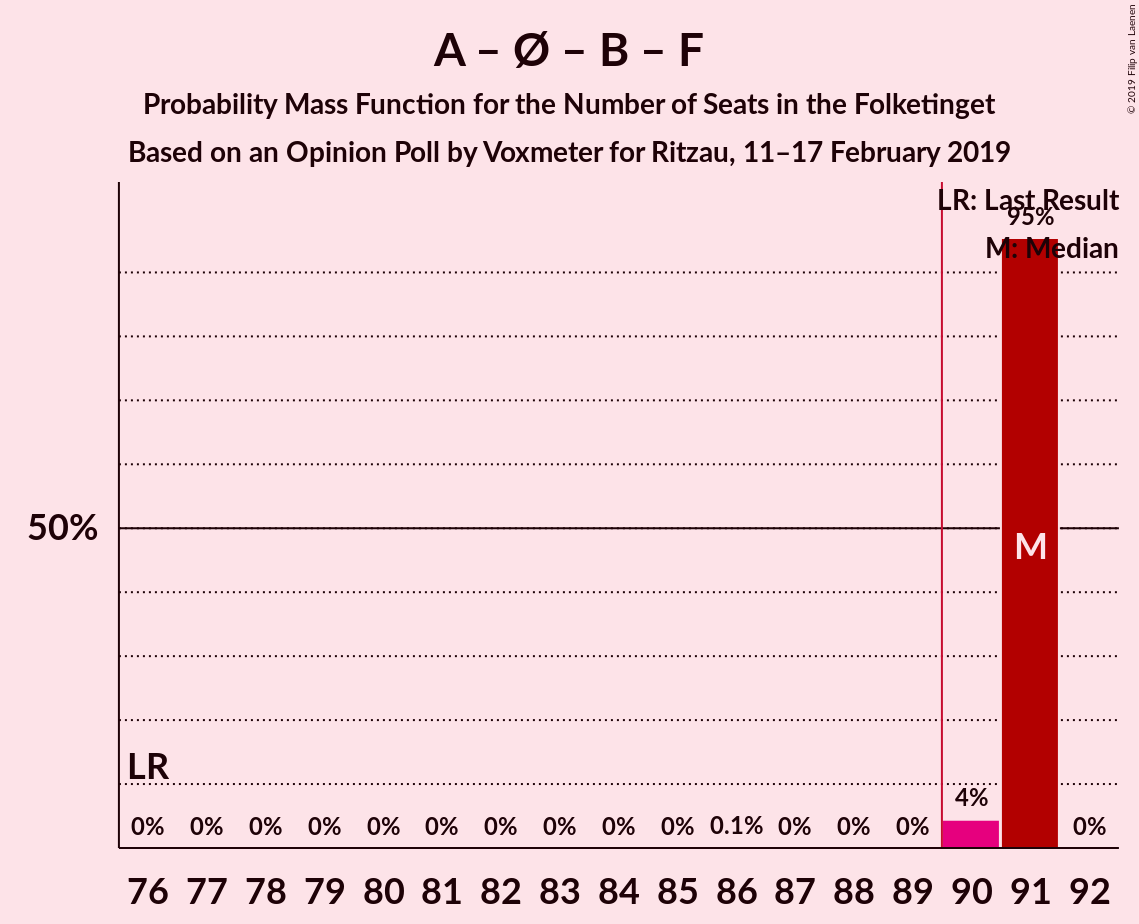 A – Ø – B – F
Probability Mass Function for the Number of Seats in the Folketinget
Based on an Opinion Poll by Voxmeter for Ritzau, 11–17 February 2019
© 2019 Filip van Laenen
LR: Last Result
95%
M: Median
50%
M
LR
4%
0% 0% 0% 0% 0% 0% 0% 0% 0% 0% 0.1% 0% 0% 0% 0%
76 77 78 79 80 81 82 83 84 85 86 87 88 89 90 91 92